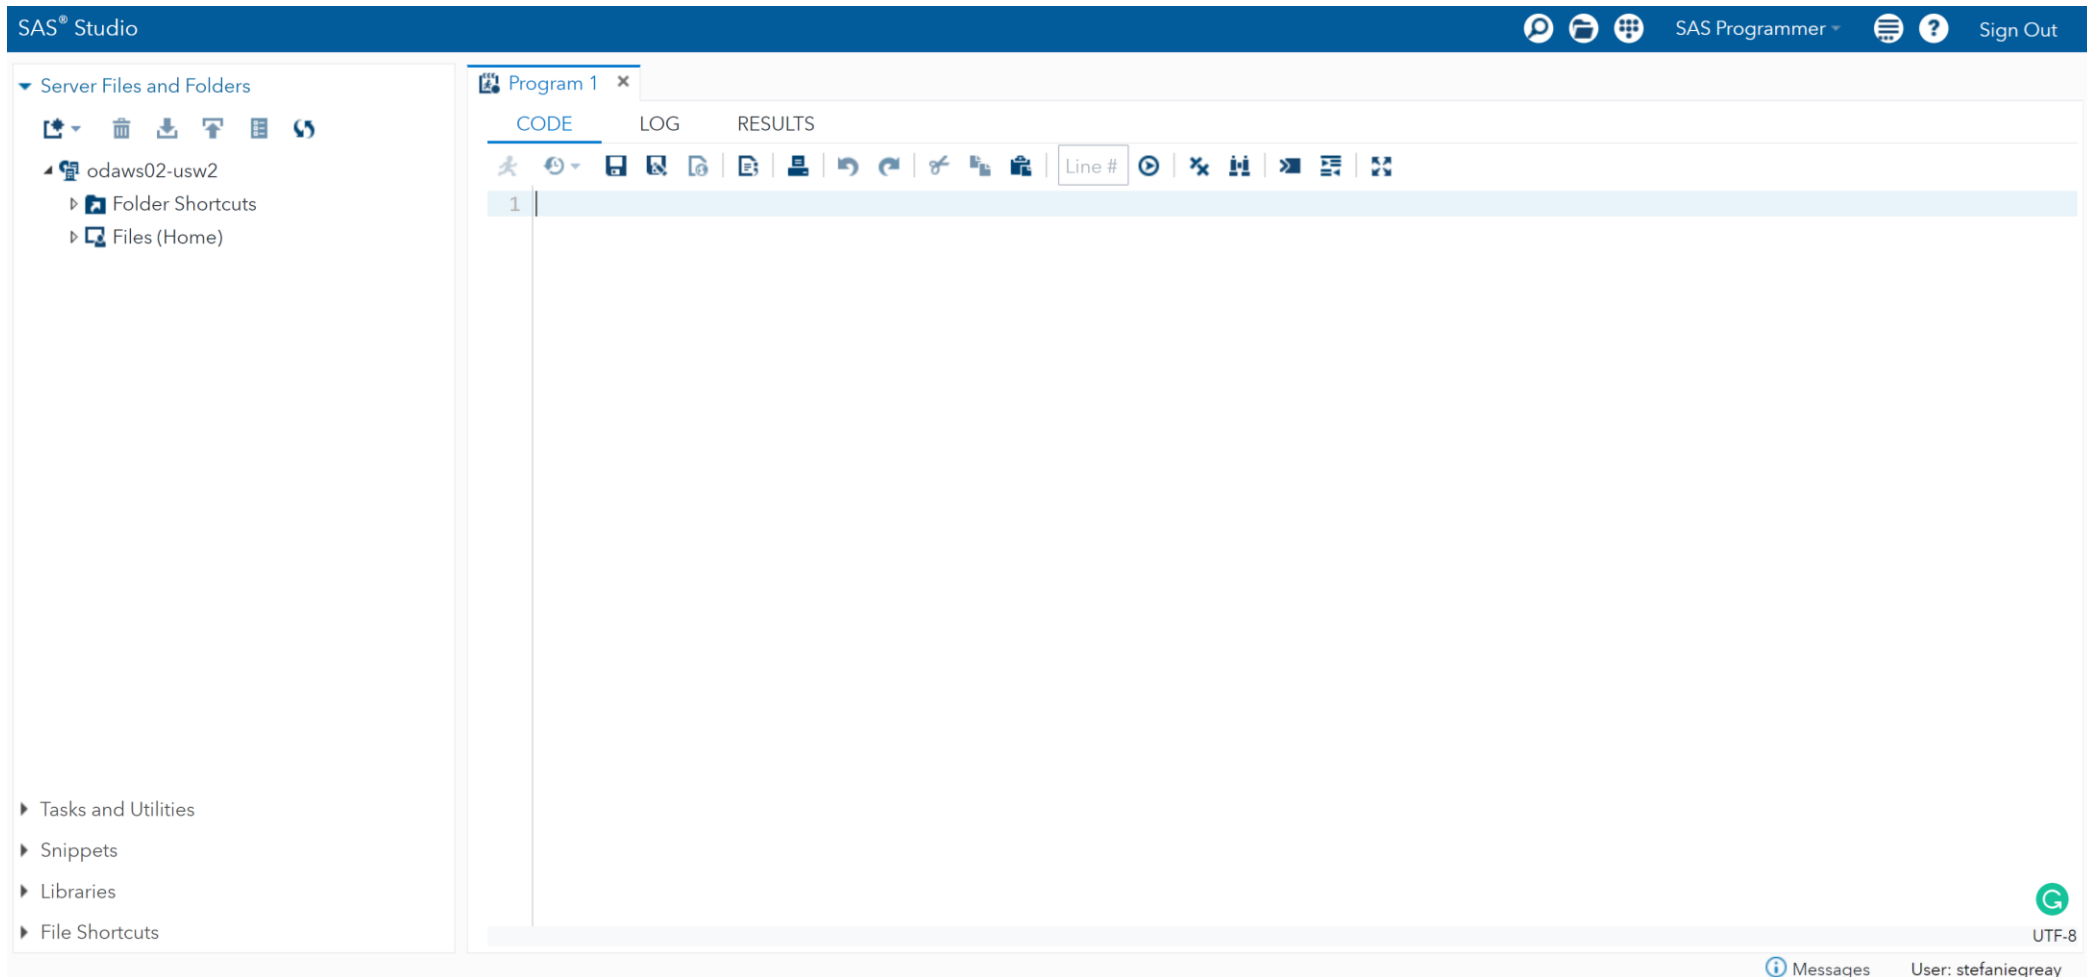 SAS® Studio
SAS Programmer
Sign Out
Server Files and Folders
odaws02-usw2
Folder Shortcuts
Files (Home)
Tasks and Utilities
Snippets
Libraries
File Shortcuts
Program 1
CODE LOG RESULTS
Line #
1
UTF-8
Messages User: stefaniegreay